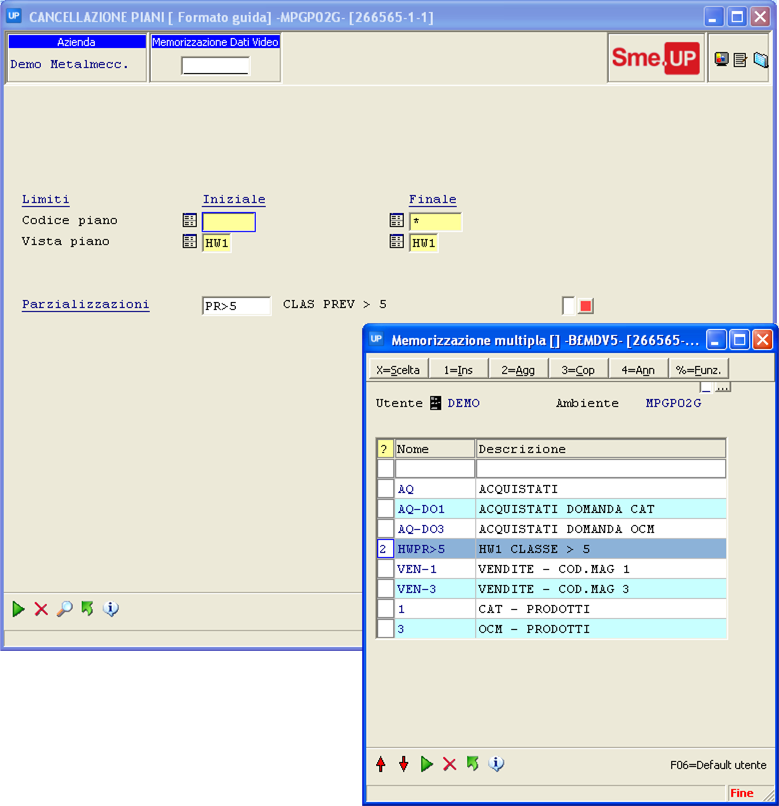 UP CANCELLAZIONE PIANI [ Formato guida] -MPGP02G- [266565-1-1]
Azienda Memorizzazione Dati Video
Demo Metalmecc.
Sme.UP
Limiti Iniziale Finale
Codice piano *
Vista piano HW1 HW1
Parzializzazioni PR>5 CLAS PREV > 5
UP Memorizzazione multipla [] -B£MDV5- [266565-...
X=Scelta 1=Ins 2=Agg 3=Cop 4=Ann %=Funz.
_ ...
Utente DEMO Ambiente MPGP02G
? Nome Descrizione
AQ ACQUISTATI
AQ-DO1 ACQUISTATI DOMANDA CAT
AQ-DO3 ACQUISTATI DOMANDA OCM
2 HWPR>5 HW1 CLASSE > 5
VEN-1 VENDITE - COD.MAG 1
VEN-3 VENDITE - COD.MAG 3
1 CAT - PRODOTTI
3 OCM - PRODOTTI
F06=Default utente
Fine